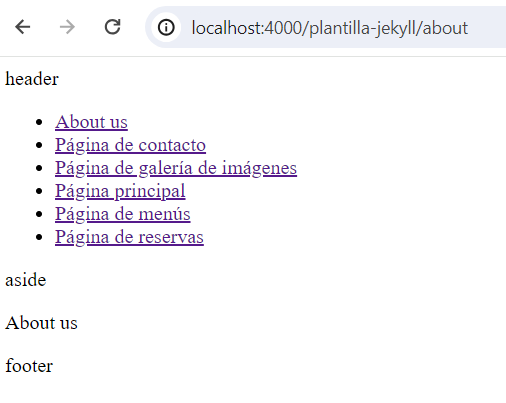 localhost:4000/plantilla-jekyll/about
header
About us
Página de contacto
Página de galería de imágenes
Página principal
Página de menús
Página de reservas
aside
About us
footer